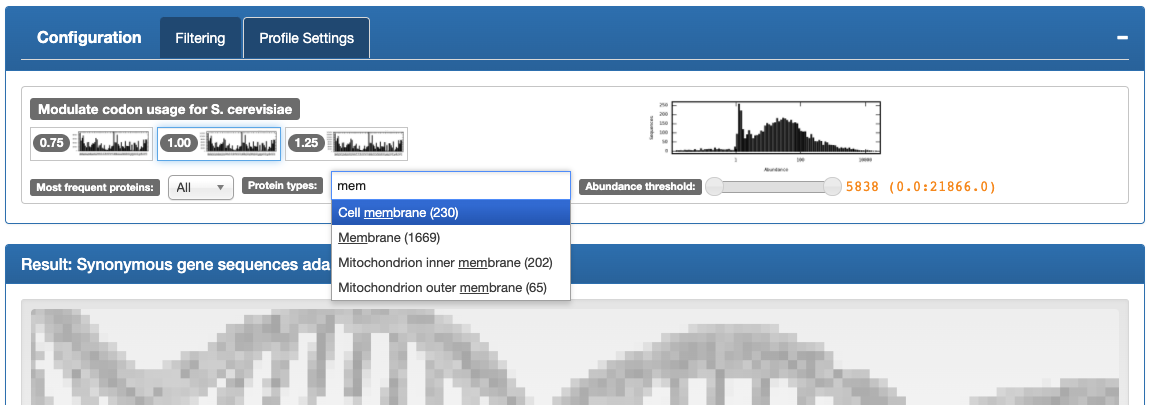 Configuration Filtering Profile Settings
Modulate codon usage for S. cerevisiae
0.75 1.00 1.25
250
200
150
100
50
0
Sequences
1 100 10000
Abundance
Most frequent proteins: All Protein types: mem Abundance threshold: 5838 (0.0:21866.0)
Cell membrane (230)
Membrane (1669)
Mitochondrion inner membrane (202)
Mitochondrion outer membrane (65)
Result: Synonymous gene sequences ada